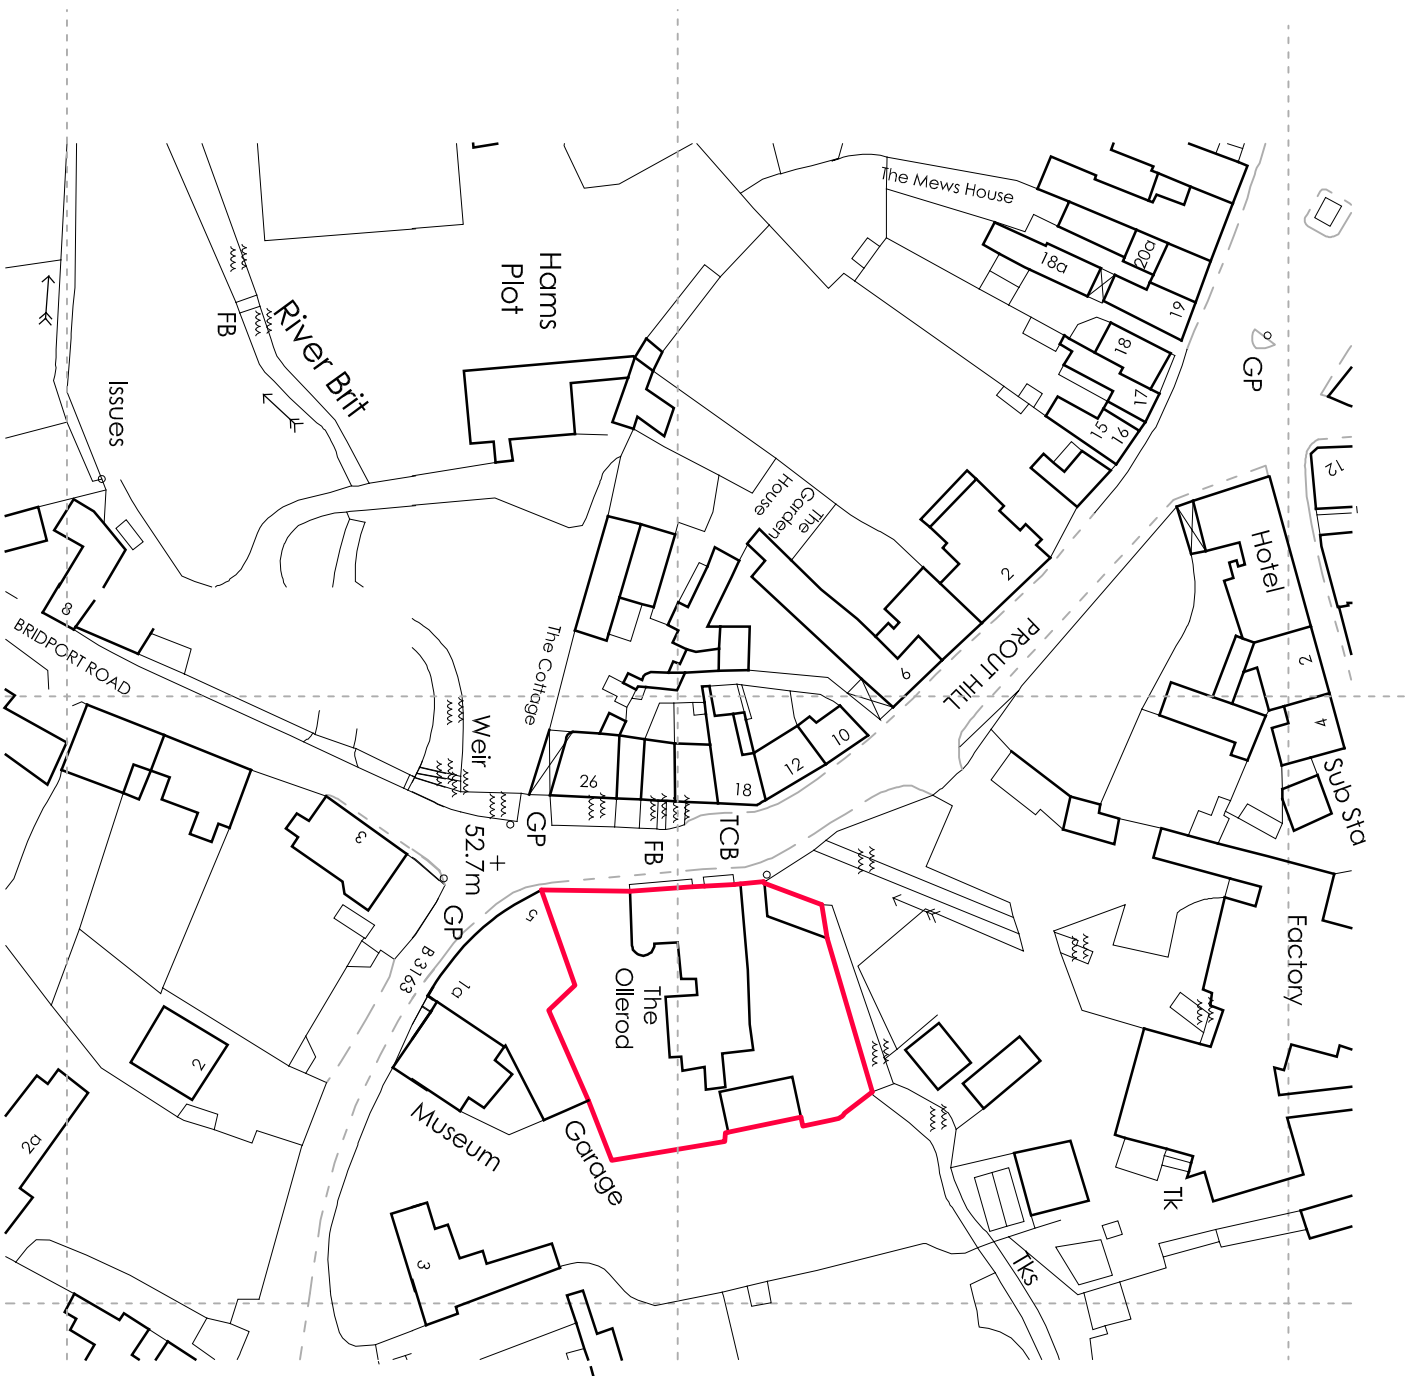 The Mews House
18a
20a
19
18
17
16
15
GP
12
Hams
Plot
River Brit
FB
Issues
The
Garden
House
2
Hotel
2
4
Sub Sta
8
BRIDPORT ROAD
The Cottage
PROUT HILL
6
10
12
18
26
Weir
GP
52.7m
TCB
FB
3
GP
B 3163
5
1a
The
Ollerod
Factory
2
2a
Museum
Garage
3
Tk
Tks